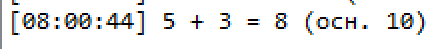 [08:00:44] 5 + 3 = 8 (осн. 10)